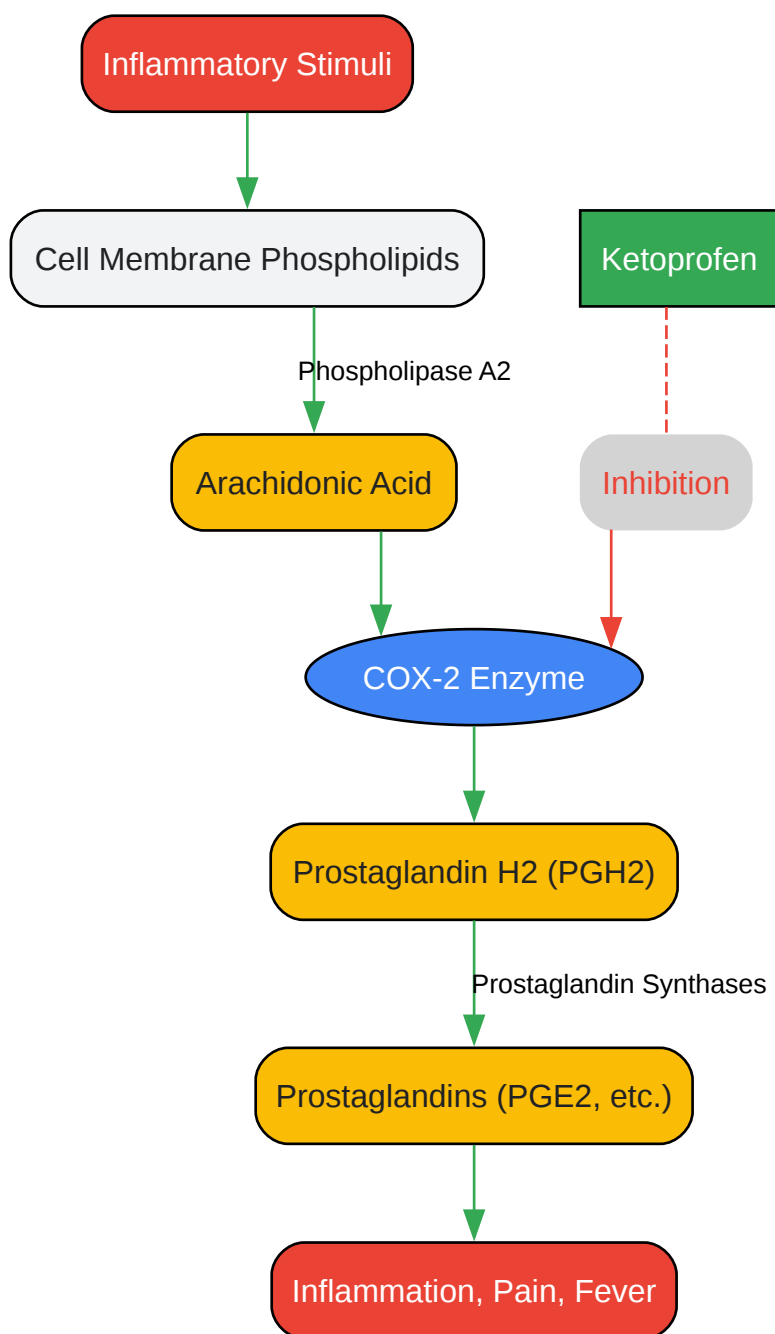 Inflammatory Stimuli
Cell Membrane Phospholipids
Ketoprofen
Phospholipase A2
Arachidonic Acid
Inhibition
COX-2 Enzyme
Prostaglandin H2 (PGH2)
Prostaglandin Synthases
Prostaglandins (PGE2, etc.)
Inflammation, Pain, Fever